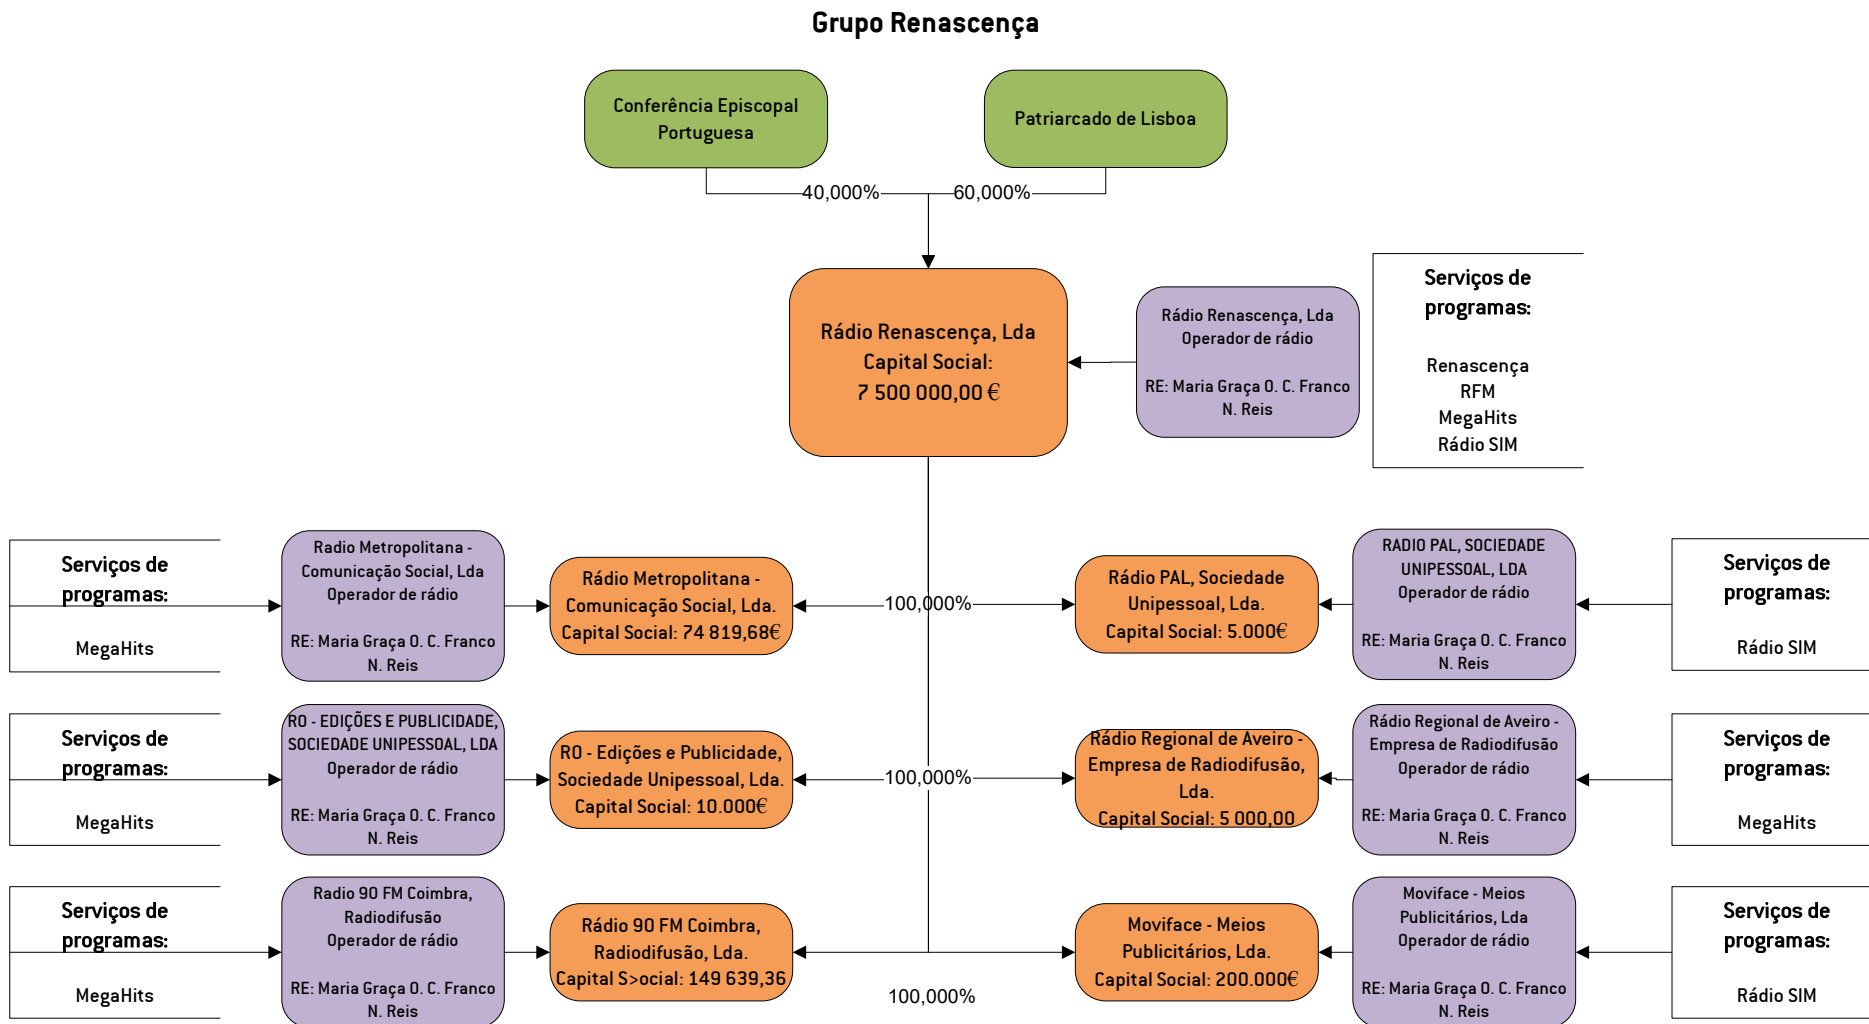 Grupo Renascença
Conferência Episcopal
Portuguesa
Patriarcado de Lisboa
40,000%
60,000%
Rádio Renascença, Lda
Capital Social:
7 500 000,00 €
Rádio Renascença, Lda
Operador de rádio
RE: Maria Graça O. C. Franco
N. Reis
Serviços de
programas:
Renascença
RFM
MegaHits
Rádio SIM
Serviços de
programas:
MegaHits
Radio Metropolitana -
Comunicação Social, Lda
Operador de rádio
RE: Maria Graça O. C. Franco
N. Reis
Rádio Metropolitana -
Comunicação Social, Lda.
Capital Social: 74 819,68€
100,000%
Rádio PAL, Sociedade
Unipessoal, Lda.
Capital Social: 5.000€
RADIO PAL, SOCIEDADE
UNIPESSOAL, LDA
Operador de rádio
RE: Maria Graça O. C. Franco
N. Reis
Serviços de
programas:
Rádio SIM
Serviços de
programas:
MegaHits
RO - EDIÇÕES E PUBLICIDADE,
SOCIEDADE UNIPESSOAL, LDA
Operador de rádio
RE: Maria Graça O. C. Franco
N. Reis
RO - Edições e Publicidade,
Sociedade Unipessoal, Lda.
Capital Social: 10.000€
100,000%
Rádio Regional de Aveiro -
Empresa de Radiodifusão,
Lda.
Capital Social: 5 000,00
Rádio Regional de Aveiro -
Empresa de Radiodifusão
Operador de rádio
RE: Maria Graça O. C. Franco
N. Reis
Serviços de
programas:
MegaHits
Serviços de
programas:
MegaHits
Radio 90 FM Coimbra,
Radiodifusão
Operador de rádio
RE: Maria Graça O. C. Franco
N. Reis
Rádio 90 FM Coimbra,
Radiodifusão, Lda.
Capital S>ocial: 149 639,36
100,000%
Moviface - Meios
Publicitários, Lda.
Capital Social: 200.000€
Moviface - Meios
Publicitários, Lda
Operador de rádio
RE: Maria Graça O. C. Franco
N. Reis
Serviços de
programas:
Rádio SIM